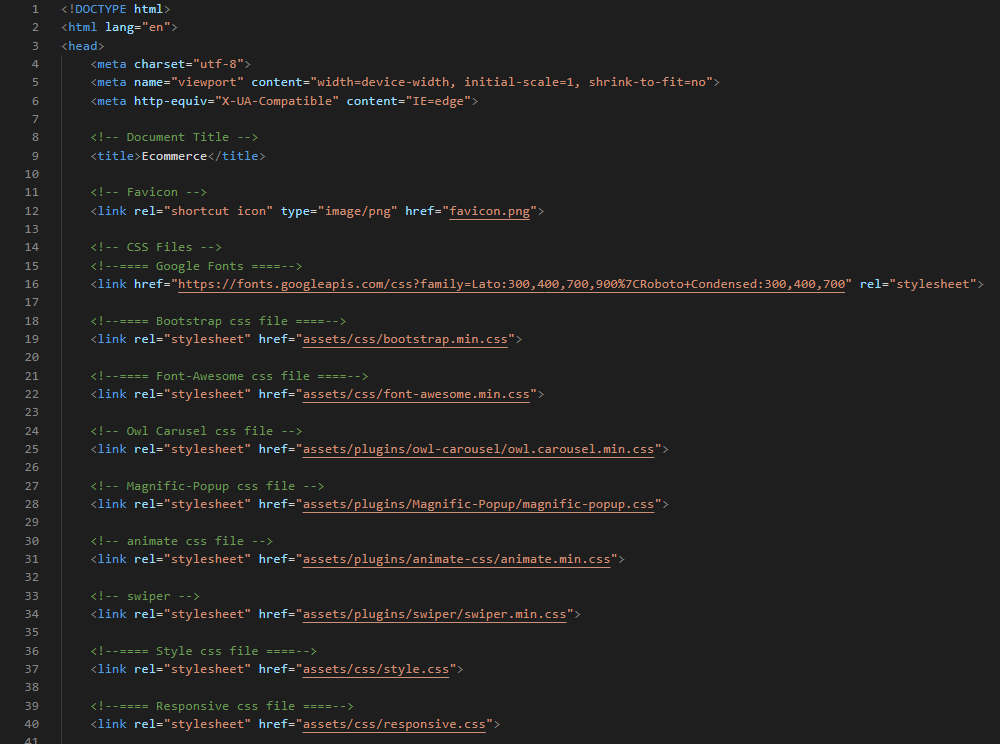 1 <!DOCTYPE html>
2 <html lang="en">
3 <head>
4 <meta charset="utf-8">
5 <meta name="viewport" content="width=device-width, initial-scale=1, shrink-to-fit=no">
6 <meta http-equiv="X-UA-Compatible" content="IE=edge">
7
8 <!-- Document Title -->
9 <title>Ecommerce</title>
10
11 <!-- Favicon -->
12 <link rel="shortcut icon" type="image/png" href="favicon.png">
13
14 <!-- CSS Files -->
15 <!--==== Google Fonts ====-->
16 <link href="https://fonts.googleapis.com/css?family=Lato:300,400,700,900%7CRoboto+Condensed:300,400,700" rel="stylesheet">
17
18 <!--==== Bootstrap css file ====-->
19 <link rel="stylesheet" href="assets/css/bootstrap.min.css">
20
21 <!--==== Font-Awesome css file ====-->
22 <link rel="stylesheet" href="assets/css/font-awesome.min.css">
23
24 <!-- Owl Carusel css file -->
25 <link rel="stylesheet" href="assets/plugins/owl-carousel/owl.carousel.min.css">
26
27 <!-- Magnific-Popup css file -->
28 <link rel="stylesheet" href="assets/plugins/Magnific-Popup/magnific-popup.css">
29
30 <!-- animate css file -->
31 <link rel="stylesheet" href="assets/plugins/animate-css/animate.min.css">
32
33 <!-- swiper -->
34 <link rel="stylesheet" href="assets/plugins/swiper/swiper.min.css">
35
36 <!--==== Style css file ====-->
37 <link rel="stylesheet" href="assets/css/style.css">
38
39 <!--==== Responsive css file ====-->
40 <link rel="stylesheet" href="assets/css/responsive.css">
41